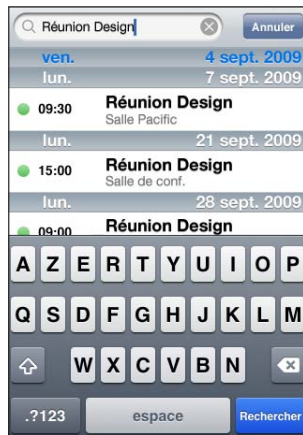 Réunion Design
Annuler
ven. 4 sept. 2009
lun. 7 sept. 2009
09:30 Réunion Design
Salle Pacific
lun. 21 sept. 2009
15:00 Réunion Design
Salle de conf.
lun. 28 sept. 2009
09:00 Réunion Design
A Z E R T Y U I O P
Q S D F G H J K L M
W X C V B N
.?123 espace Rechercher